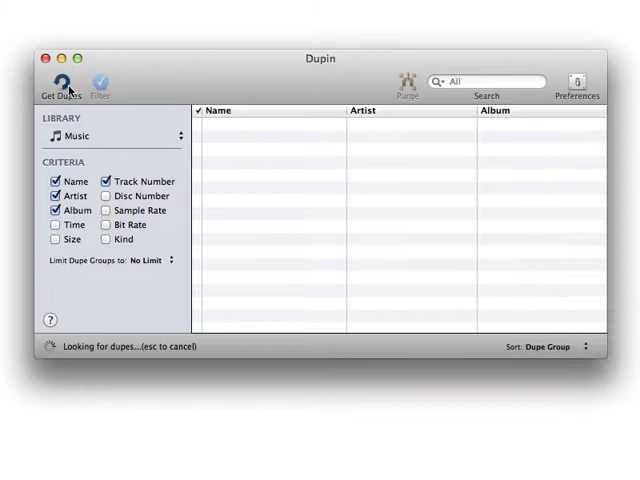 Dupin
Get Dupes
Filter
Purge
All
Search
Preferences
LIBRARY
Music
CRITERIA
Name
Track Number
Artist
Disc Number
Album
Sample Rate
Time
Bit Rate
Size
Kind
Limit Dupe Groups to: No Limit
?
Name
Artist
Album
Looking for dupes...(esc to cancel)
Sort: Dupe Group